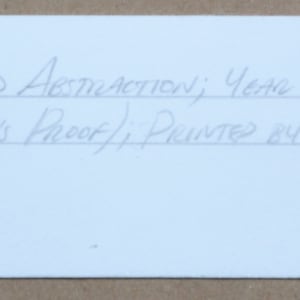 Abstraction; Year
Proof); Printed by